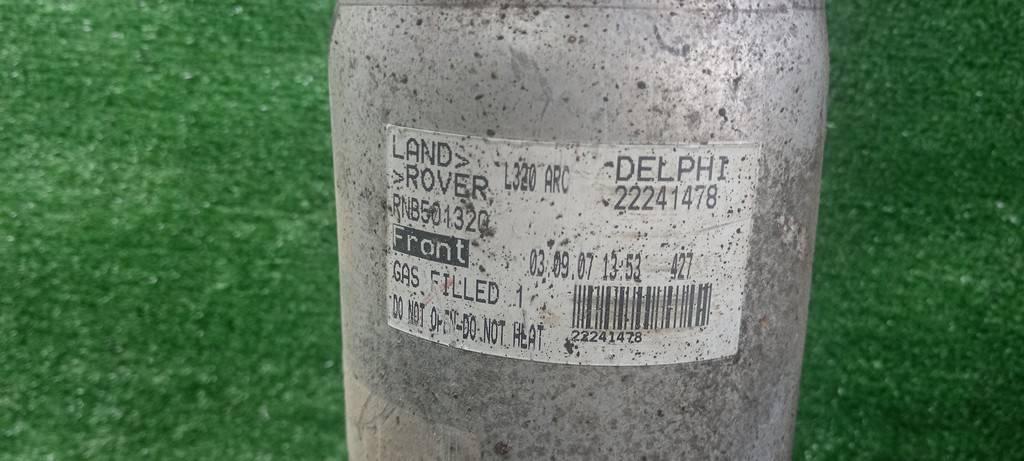 LAND>
>ROVER
L320 ARC
-DELPHI
22241478
RNB501320
Front
03.09.07 13:53 427
GAS FILLED 1
DO NOT OPEN-DO NOT HEAT
22241478